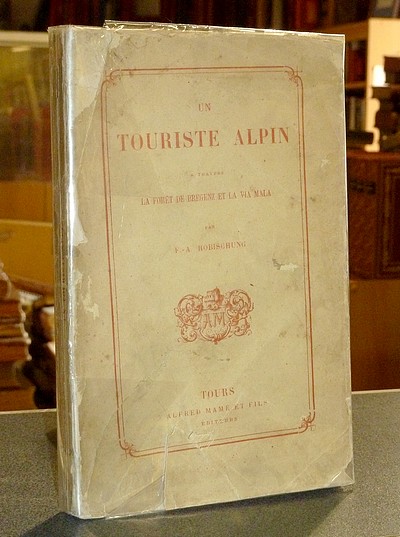 UN
TOURISTE ALPIN
A TRAVERS
LA FORÊT DE BREGENZ ET LA VIA MALA
PAR
F.-A. ROBISCHUNG
AM
TOURS
ALFRED MAME ET FILS
ÉDITEURS